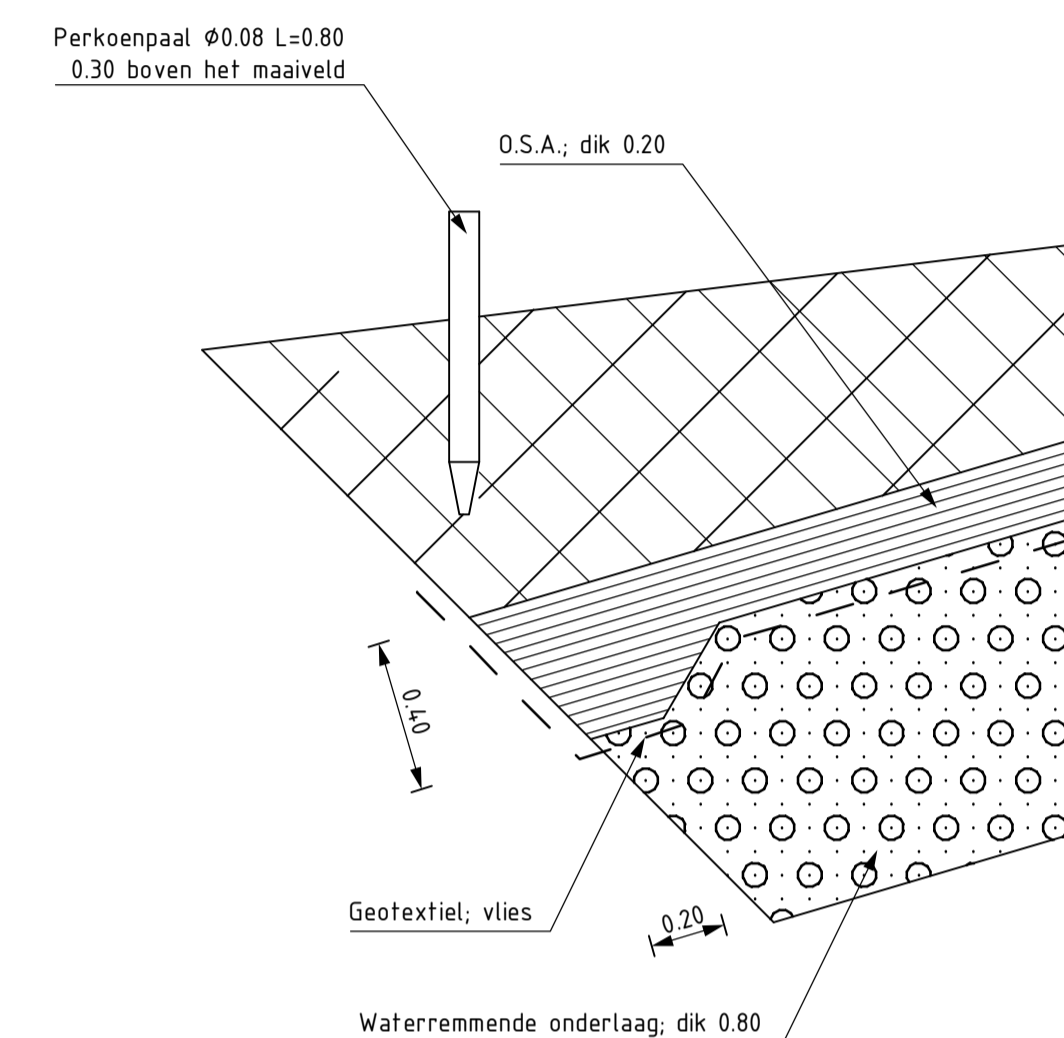 Perkoenpaal Ø0.08 L=0.80
0.30 boven het maaiveld
O.S.A.; dik 0.20
0.40
Geotextiel; vlies
0.20
Waterremmende onderlaag; dik 0.80